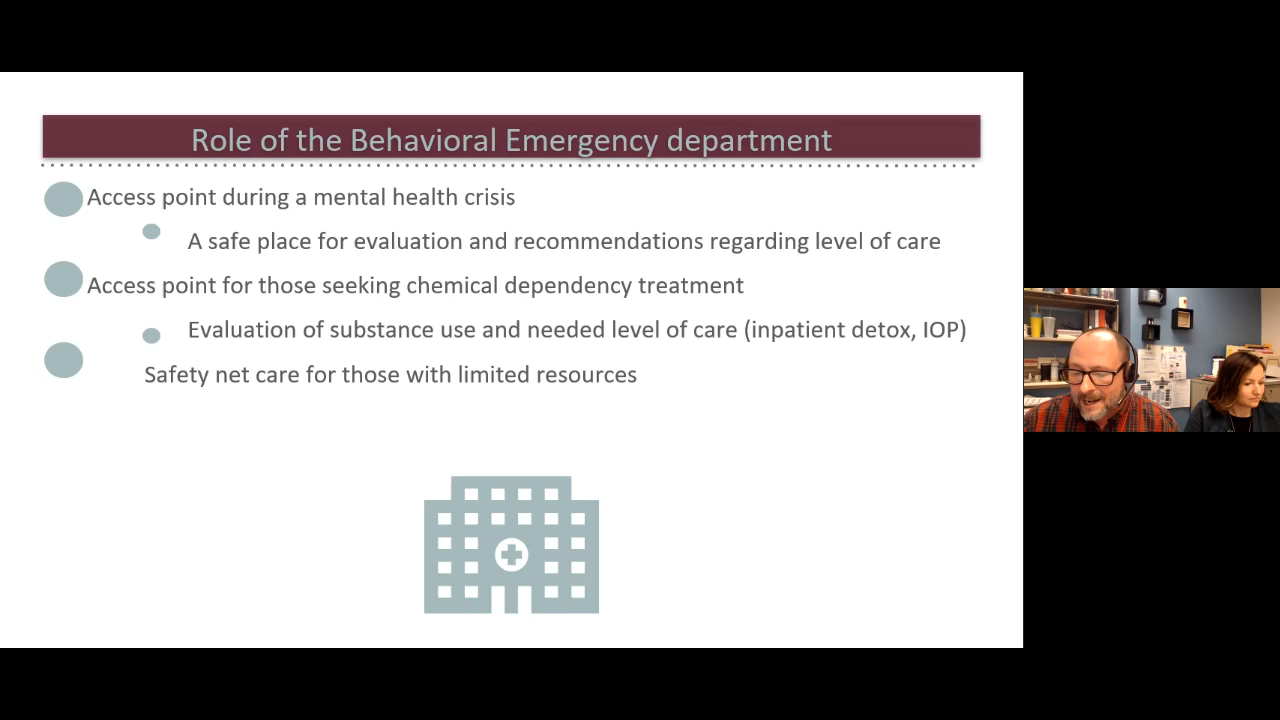 Role of the Behavioral Emergency department
Access point during a mental health crisis
A safe place for evaluation and recommendations regarding level of care
Access point for those seeking chemical dependency treatment
Evaluation of substance use and needed level of care (inpatient detox, IOP)
Safety net care for those with limited resources